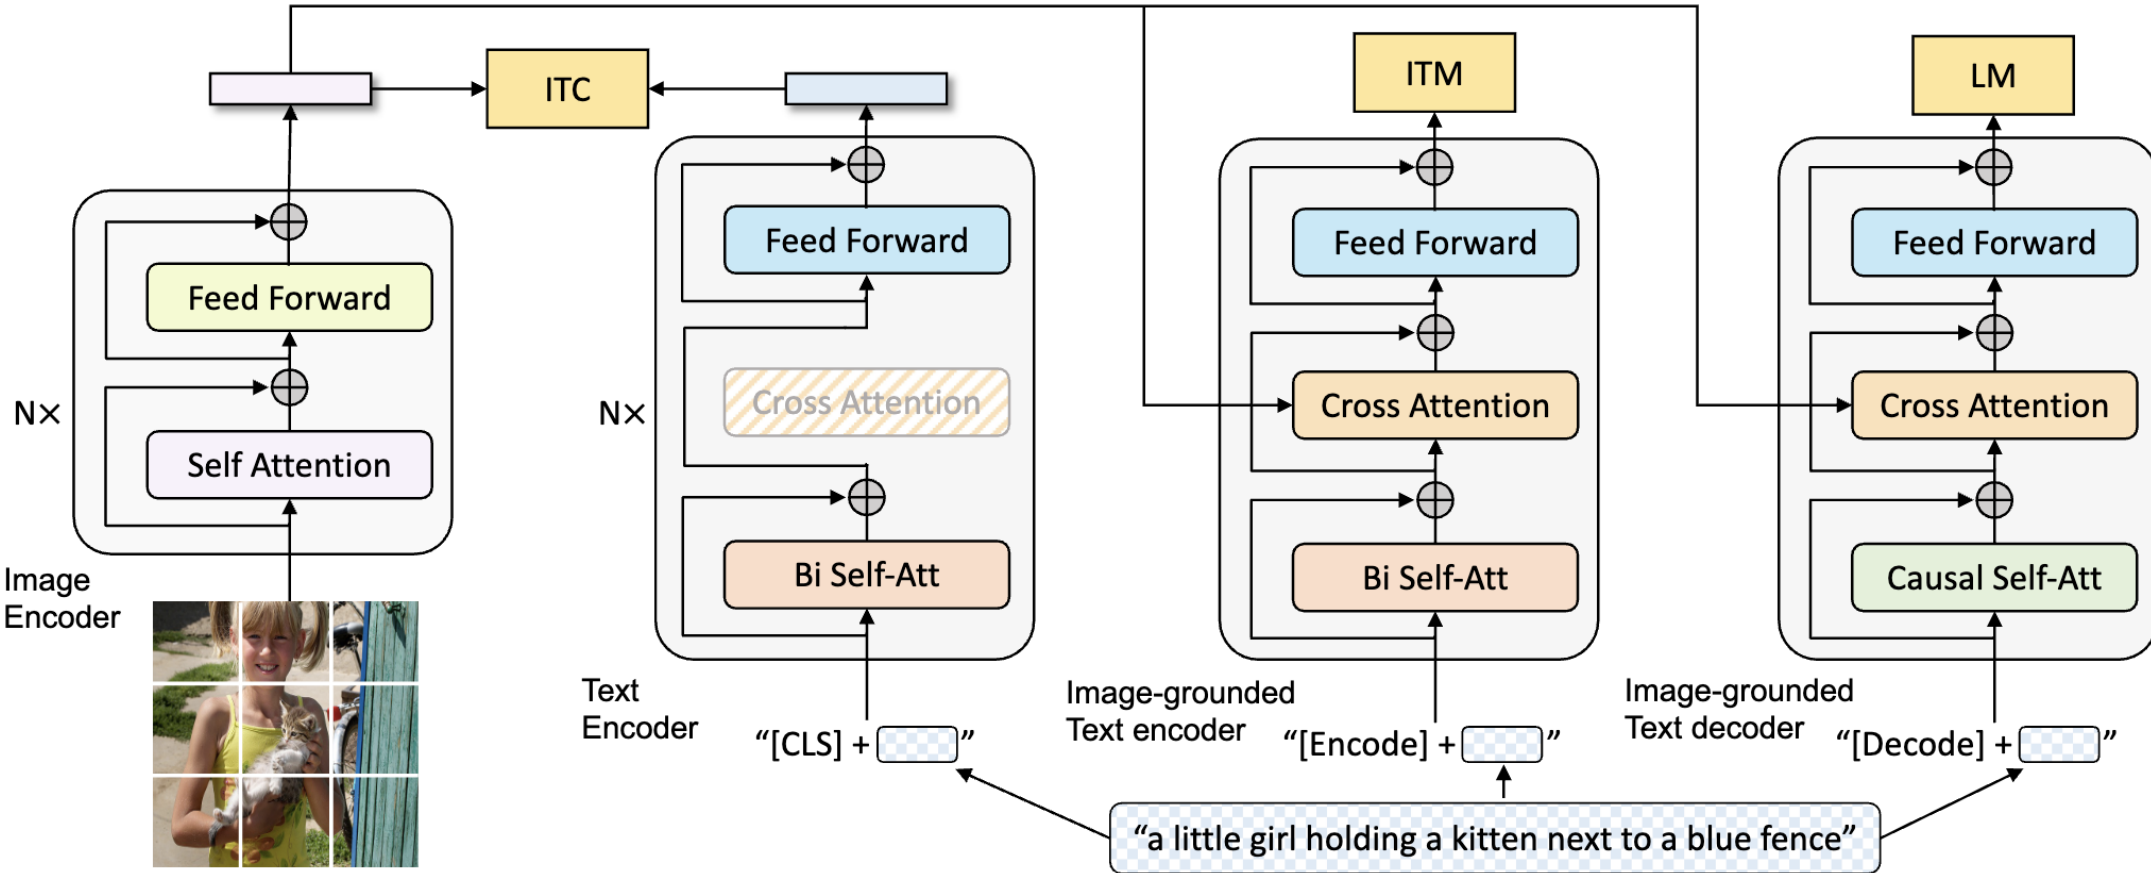 ITC
ITM
LM
Feed Forward
Self Attention
N×
Image
Encoder
Feed Forward
Cross Attention
Bi Self-Att
N×
Text
Encoder
“[CLS] + ”
Feed Forward
Cross Attention
Bi Self-Att
Image-grounded
Text encoder
“[Encode] + ”
Feed Forward
Cross Attention
Causal Self-Att
Image-grounded
Text decoder
“[Decode] + ”
“a little girl holding a kitten next to a blue fence”